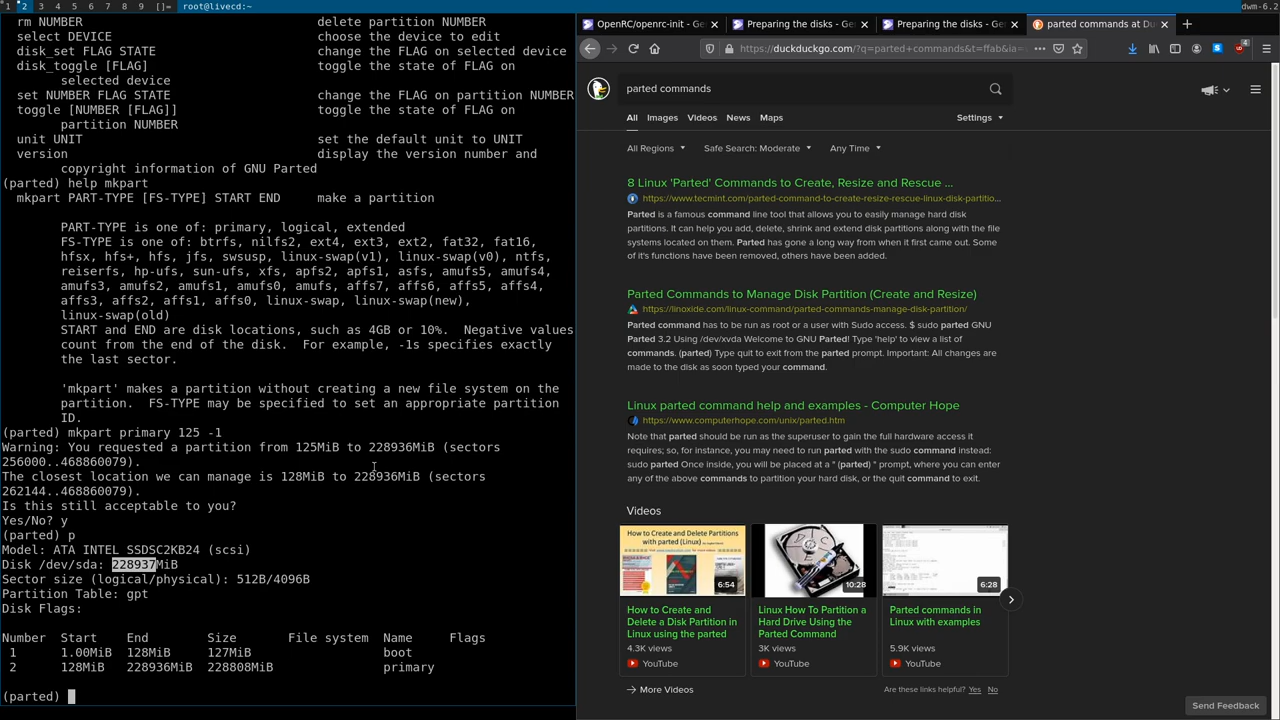 1 2 3 4 5 6 7 8 9 []= root@livecd:~ dwm-6.2
rm NUMBER delete partition NUMBER
select DEVICE choose the device to edit
disk_set FLAG STATE change the FLAG on selected device
disk_toggle [FLAG] toggle the state of FLAG on
selected device
set NUMBER FLAG STATE change the FLAG on partition NUMBER
toggle [NUMBER [FLAG]] toggle the state of FLAG on
partition NUMBER
unit UNIT set the default unit to UNIT
version display the version number and
copyright information of GNU Parted
(parted) help mkpart
mkpart PART-TYPE [FS-TYPE] START END make a partition
PART-TYPE is one of: primary, logical, extended
FS-TYPE is one of: btrfs, nilfs2, ext4, ext3, ext2, fat32, fat16,
hfsx, hfs+, hfs, jfs, swsusp, linux-swap(v1), linux-swap(v0), ntfs,
reiserfs, hp-ufs, sun-ufs, xfs, apfs2, apfs1, asfs, amufs5, amufs4,
amufs3, amufs2, amufs1, amufs0, amufs, affs7, affs6, affs5, affs4,
affs3, affs2, affs1, affs0, linux-swap, linux-swap(new),
linux-swap(old)
START and END are disk locations, such as 4GB or 10%.  Negative values
count from the end of the disk.  For example, -1s specifies exactly
the last sector.
'mkpart' makes a partition without creating a new file system on the
partition.  FS-TYPE may be specified to set an appropriate partition
ID.
(parted) mkpart primary 125 -1
Warning: You requested a partition from 125MiB to 228936MiB (sectors
256000..468860079).
The closest location we can manage is 128MiB to 228936MiB (sectors
262144..468860079).
Is this still acceptable to you?
Yes/No? y
(parted) p
Model: ATA INTEL SSDSC2KB24 (scsi)
Disk /dev/sda: 228937MiB
Sector size (logical/physical): 512B/4096B
Partition Table: gpt
Disk Flags:
Number Start End Size File system Name Flags
1 1.00MiB 128MiB 127MiB boot
2 128MiB 228936MiB 228808MiB primary
(parted)
OpenRC/openrc-init - Ge Preparing the disks - G Preparing the disks - Ge parted commands at Du
https://duckduckgo.com/?q=parted+commands&t=ffab&ia=
4
parted commands
All Images Videos News Maps Settings
All Regions Safe Search: Moderate Any Time
8 Linux 'Parted' Commands to Create, Resize and Rescue ...
https://www.tecmint.com/parted-command-to-create-resize-rescue-linux-disk-partitio...
Parted is a famous command line tool that allows you to easily manage hard disk
partitions. It can help you add, delete, shrink and extend disk partitions along with the file
systems located on them. Parted has gone a long way from when it first came out. Some
of it's functions have been removed, others have been added.
Parted Commands to Manage Disk Partition (Create and Resize)
https://linoxide.com/linux-command/parted-commands-manage-disk-partition/
Parted command has to be run as root or a user with Sudo access. $ sudo parted GNU
Parted 3.2 Using /dev/xvda Welcome to GNU Parted! Type 'help' to view a list of
commands. (parted) Type quit to exit from the parted prompt. Important: All changes are
made to the disk as soon typed your command.
Linux parted command help and examples - Computer Hope
https://www.computerhope.com/unix/parted.htm
Note that parted should be run as the superuser to gain the full hardware access it
requires; so, for instance, you may need to run parted with the sudo command instead:
sudo parted Once inside, you will be placed at a " (parted) " prompt, where you can enter
any of the above commands to partition your hard disk, or the quit command to exit.
Videos
How to Create and
Delete Partitions
with parted (Linux)
6:54 10:28 6:28
How to Create and Linux How To Partition a Parted commands in
Delete a Disk Partition in Hard Drive Using the Linux with examples
Linux using the parted Parted Command
4.3K views 3K views 5.9K views
YouTube YouTube YouTube
More Videos Are these links helpful? Yes No
Send Feedback